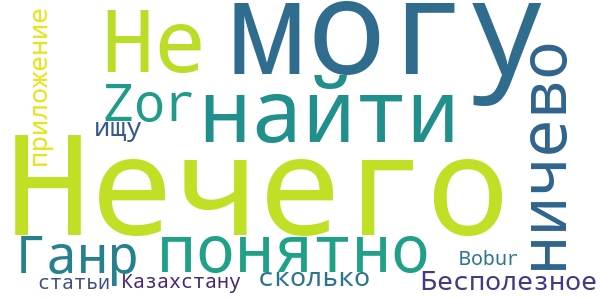 Не могу
приложение
Zor найти
ничево
ищу
Нечего
Ганр понятно
Bobur
статьи Казахстану сколько Бесполезное